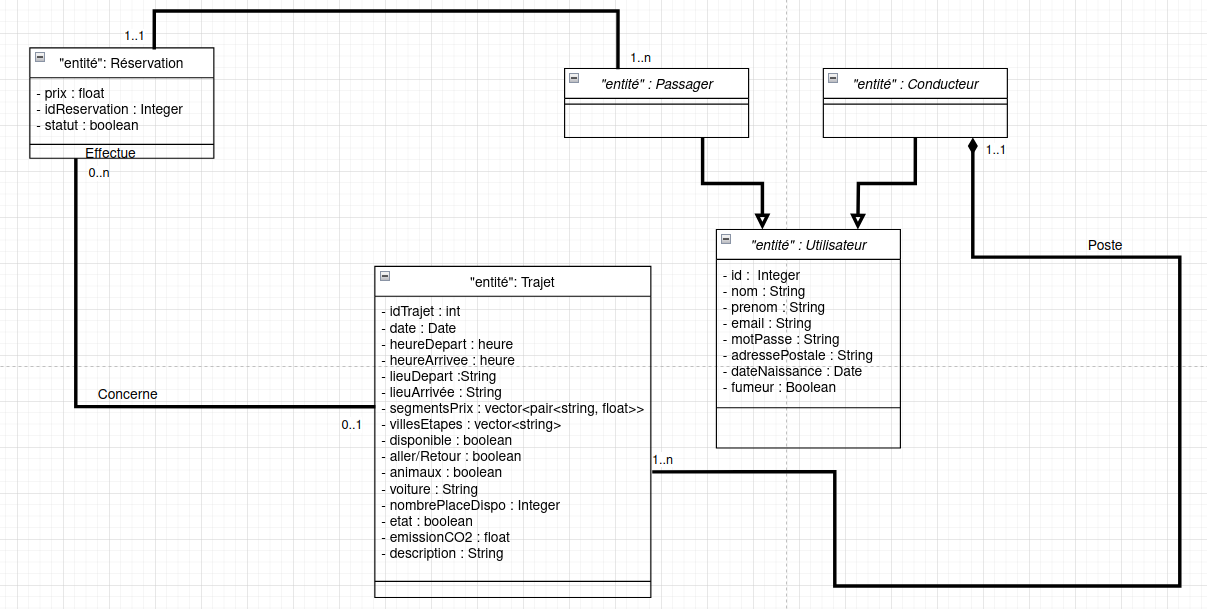 1..1
1..n
"entité": Réservation
- prix : float
- idReservation : Integer
- statut : boolean
Effectue
0..n
"entité" : Passager
"entité" : Conducteur
1..1
Poste
"entité" : Utilisateur
- id :  Integer
- nom : String
- prenom : String
- email : String
- motPasse : String
- adressePostale : String
- dateNaissance : Date
- fumeur : Boolean
"entité": Trajet
- idTrajet : int
- date : Date
- heureDepart : heure
- heureArrivee : heure
- lieuDepart :String
- lieuArrivée : String
- segmentsPrix : vector<pair<string, float>>
- villesEtapes : vector<string>
- disponible : boolean
- aller/Retour : boolean
- animaux : boolean
- voiture : String
- nombrePlaceDispo : Integer
- etat : boolean
- emissionCO2 : float
- description : String
Concerne
0..1
1..n